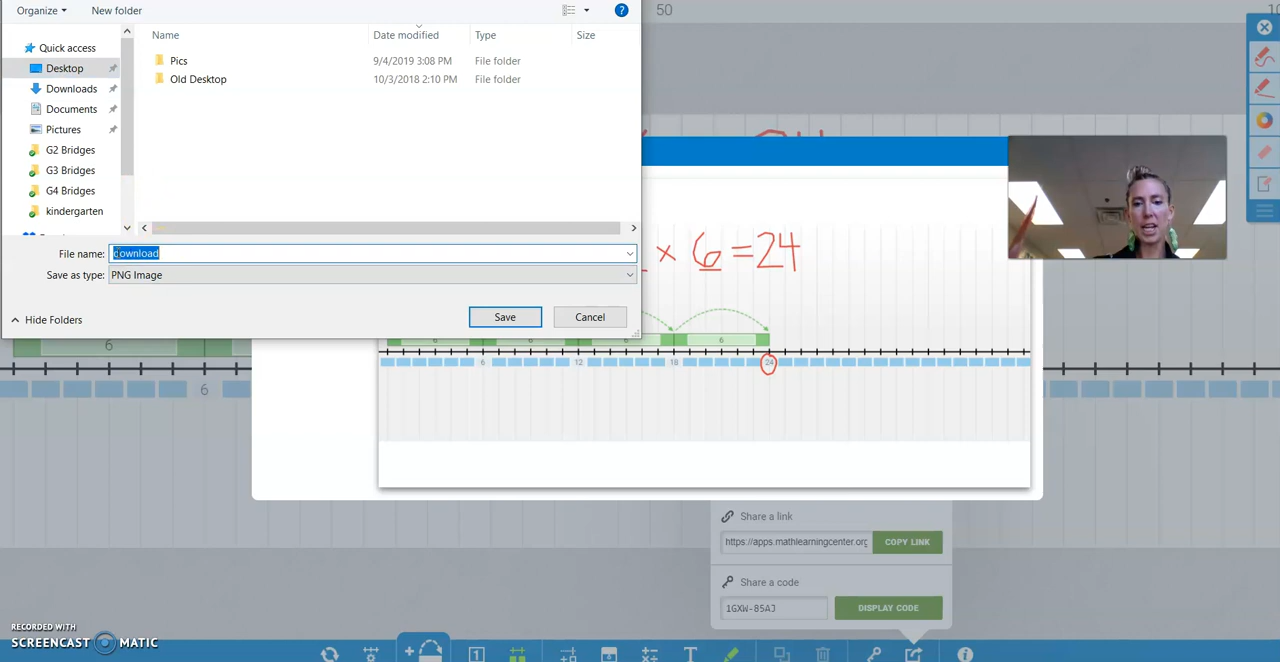 Organize
New folder
50
Name
Date modified
Type
Size
Quick access
Desktop
Downloads
Documents
Pictures
G2 Bridges
G3 Bridges
G4 Bridges
kindergarten
Pics
9/4/2019 3:08 PM
File folder
Old Desktop
10/3/2018 2:10 PM
File folder
File name:
download
Save as type:
PNG Image
Hide Folders
Save
Cancel
× 6 = 24
6
6
6
12
18
24
6
Share a link
https://apps.mathlearningcenter.org
COPY LINK
Share a code
1GXW-85AJ
DISPLAY CODE
RECORDED WITH
SCREENCAST MATIC
1
T